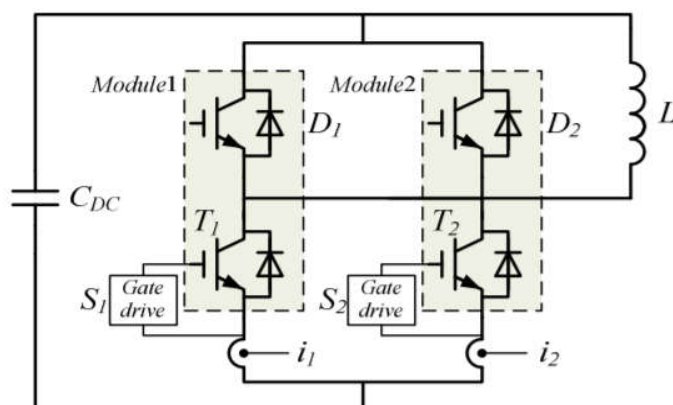 Module1
Module2
D1
D2
L
CDC
T1
T2
S1
Gate
drive
S2
Gate
drive
i1
i2